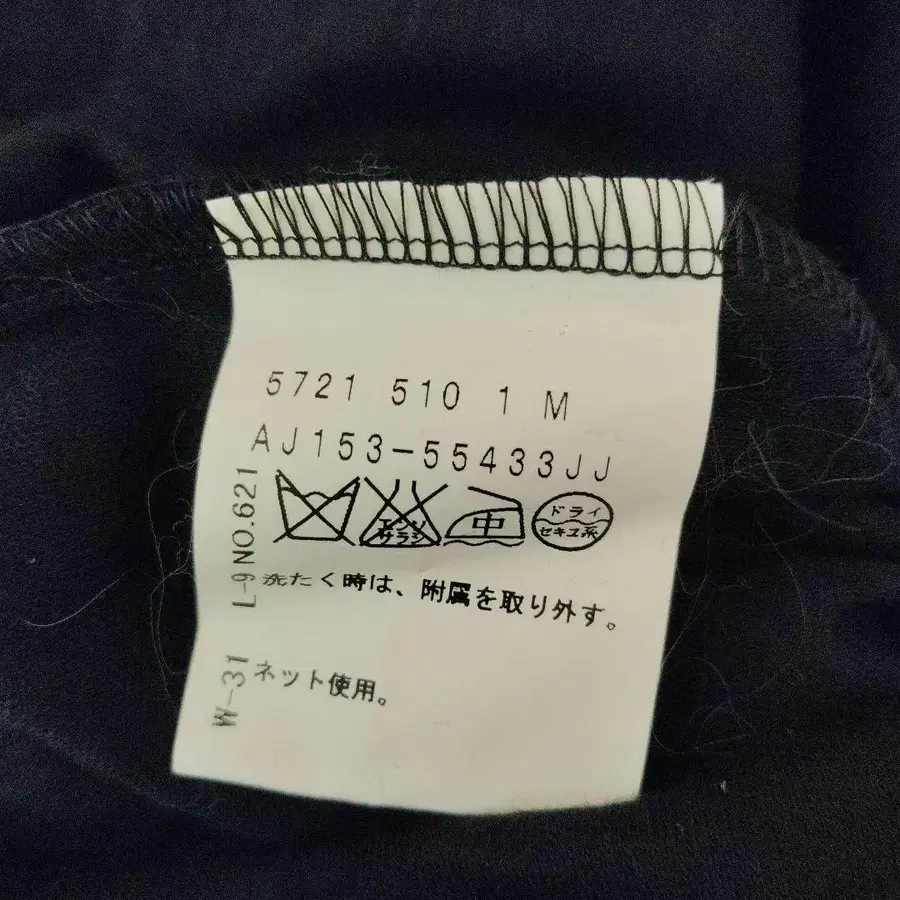 5721 510 1 M
AJ153-55433JJ
エンソ
サラシ
中
ドライ
セキユ系
洗たく時は、附属を取り外す。
ネット使用。
L-9 NO.621
W-31